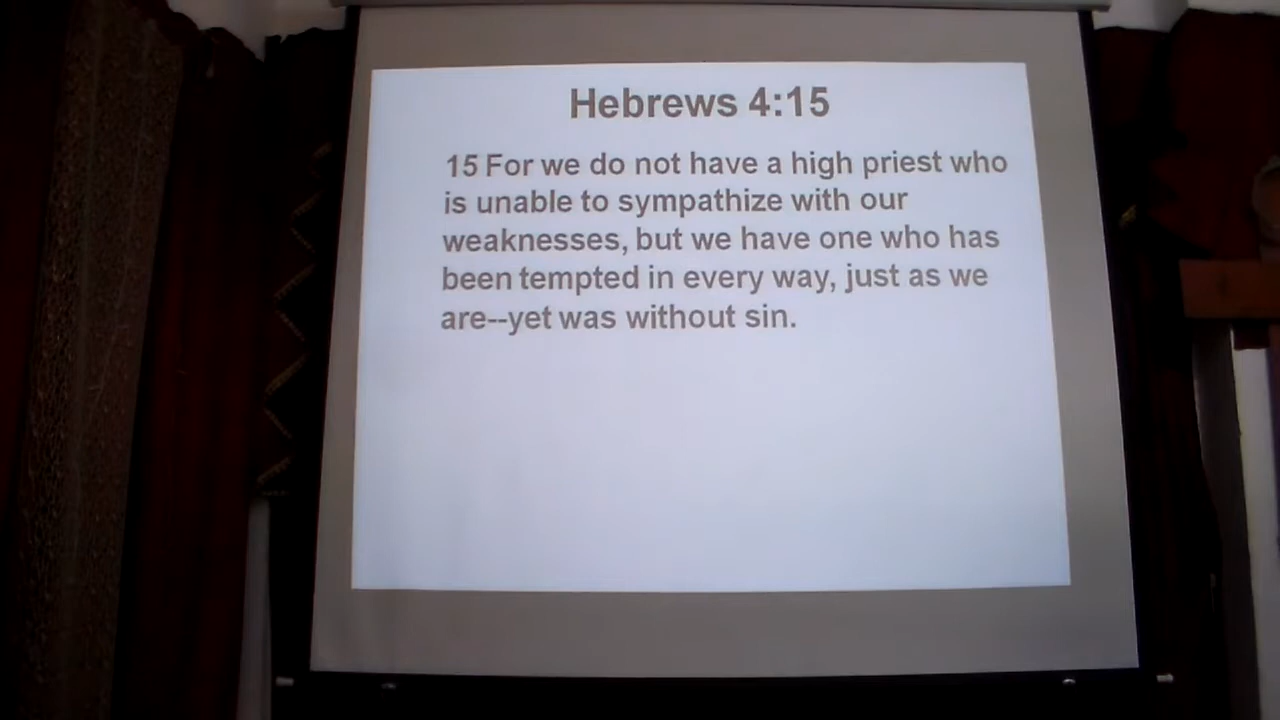 Hebrews 4:15
15 For we do not have a high priest who
is unable to sympathize with our
weaknesses, but we have one who has
been tempted in every way, just as we
are--yet was without sin.